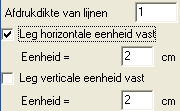 Afdrukdikte van lijnen 1
Leg horizontale eenheid vast
Eenheid = 2 cm
Leg verticale eenheid vast
Eenheid = 2 cm